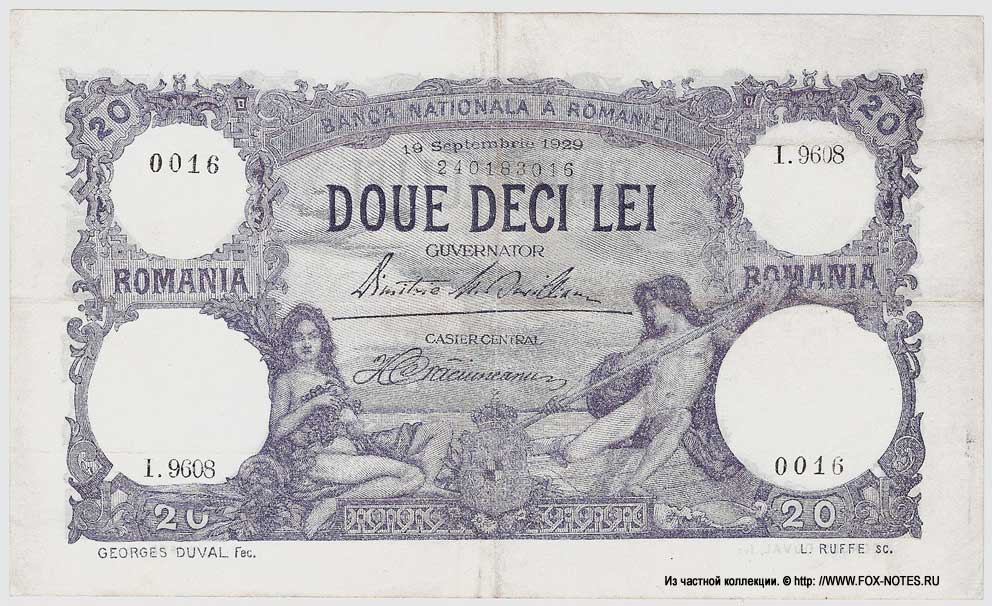 20
20
BANCA NATIONALA A ROMANIEI
19 Septembrie 1929
240183016
0016
I.9608
DOUE DECI LEI
GUVERNATOR
ROMANIA
ROMANIA
CASIER CENTRAL
I.9608
0016
20
20
GEORGES DUVAL Fec.
L. RUFFE SC.
Из частной коллекции. © http: //WWW.FOX-NOTES.RU